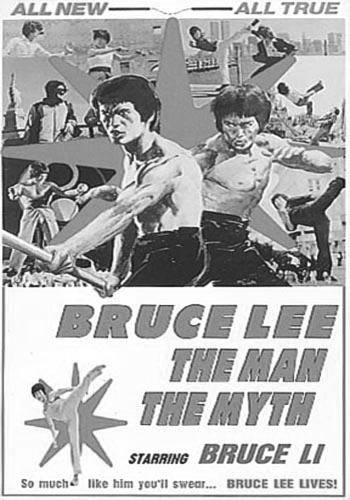 ALL NEW ALL TRUE
BRUCE LEE
THE MAN
THE MYTH
STARRING BRUCE LI
So much like him you'll swear... BRUCE LEE LIVES!